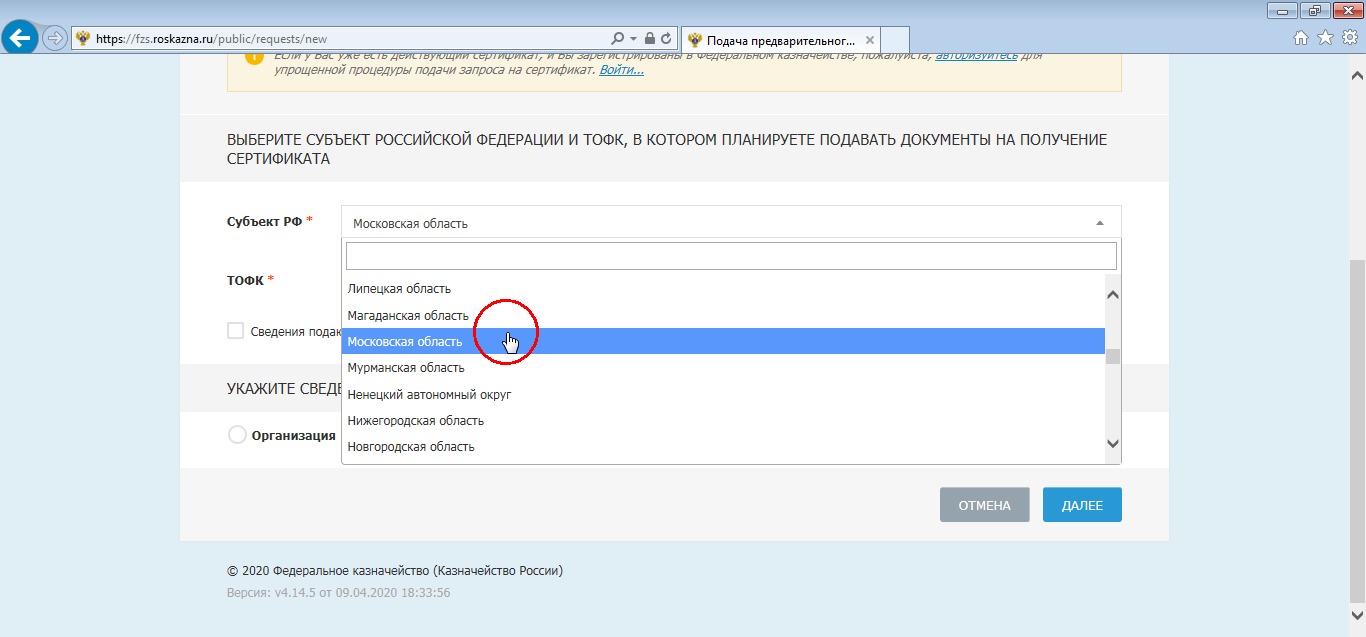 https://fzs.roskazna.ru/public/requests/new
Подача предварительног...
Если у Вас уже есть действующий сертификат, и Вы зарегистрированы в Федеральном казначействе, пожалуйста, авторизуйтесь для
упрощенной процедуры подачи запроса на сертификат. Войти...
ВЫБЕРИТЕ СУБЪЕКТ РОССИЙСКОЙ ФЕДЕРАЦИИ И ТОФК, В КОТОРОМ ПЛАНИРУЕТЕ ПОДАВАТЬ ДОКУМЕНТЫ НА ПОЛУЧЕНИЕ
СЕРТИФИКАТА
Субъект РФ *
Московская область
ТОФК *
Липецкая область
Магаданская область
Сведения подаю
Московская область
Мурманская область
УКАЖИТЕ СВЕДЕ
Ненецкий автономный округ
Нижегородская область
Организация
Новгородская область
ОТМЕНА
ДАЛЕЕ
© 2020 Федеральное казначейство (Казначейство России)
Версия: v4.14.5 от 09.04.2020 18:33:56